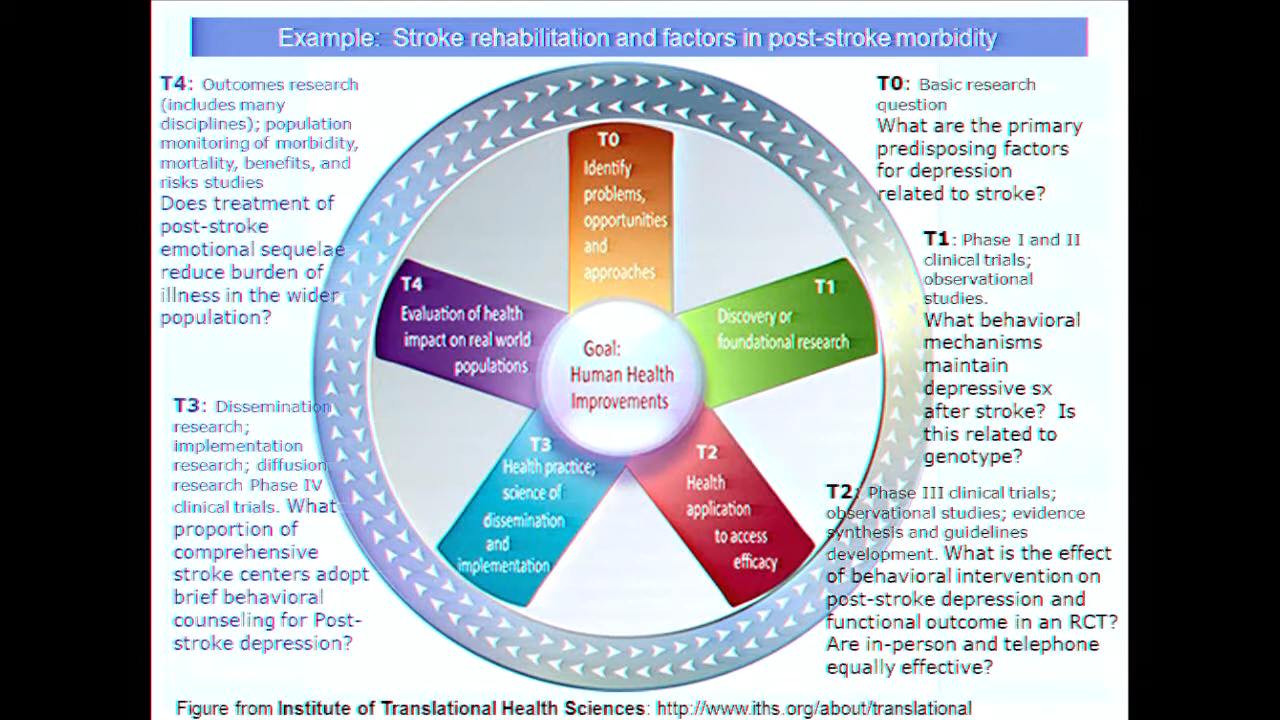 Example: Stroke rehabilitation and factors in post-stroke morbidity
T4: Outcomes research
(includes many
disciplines); population
monitoring of morbidity,
mortality, benefits, and
risks studies
Does treatment of
post-stroke
emotional sequelae
reduce burden of
illness in the wider
population?
T3: Dissemination
research;
implementation
research; diffusion
research Phase IV
clinical trials. What
proportion of
comprehensive
stroke centers adopt
brief behavioral
counseling for Post-
stroke depression?
T0
Identify
problems,
opportunities
and
approaches
T1
Discovery or
foundational research
T2
Health
application
to access
efficacy
T3
Health practice;
science of
dissemination
and
implementation
T4
Evaluation of health
impact on real world
populations
Goal:
Human Health
Improvements
T0: Basic research
question
What are the primary
predisposing factors
for depression
related to stroke?
T1: Phase I and II
clinical trials;
observational
studies.
What behavioral
mechanisms
maintain
depressive sx
after stroke? Is
this related to
genotype?
T2: Phase III clinical trials;
observational studies; evidence
synthesis and guidelines
development. What is the effect
of behavioral intervention on
post-stroke depression and
functional outcome in an RCT?
Are in-person and telephone
equally effective?
Figure from Institute of Translational Health Sciences: http://www.iths.org/about/translational